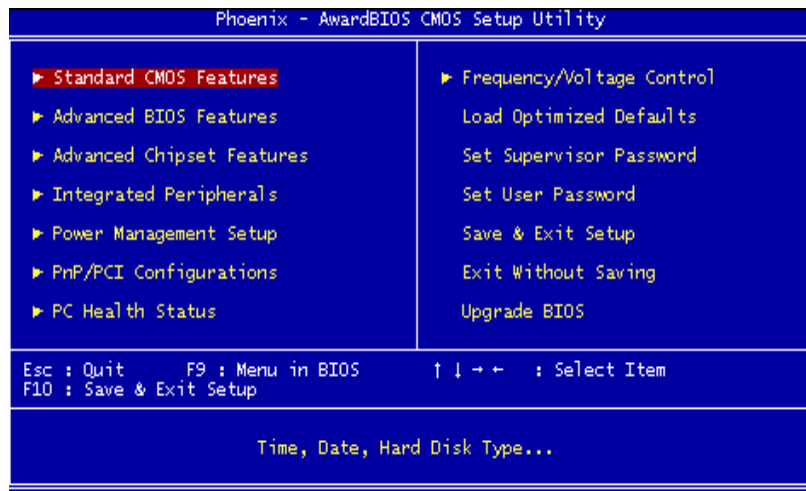 Phoenix - AwardBIOS CMOS Setup Utility
► Standard CMOS Features
► Advanced BIOS Features
► Advanced Chipset Features
► Integrated Peripherals
► Power Management Setup
► PnP/PCI Configurations
► PC Health Status
► Frequency/Voltage Control
Load Optimized Defaults
Set Supervisor Password
Set User Password
Save & Exit Setup
Exit Without Saving
Upgrade BIOS
Esc : Quit F9 : Menu in BIOS ↑ ↓ → ← : Select Item
F10 : Save & Exit Setup
Time, Date, Hard Disk Type...